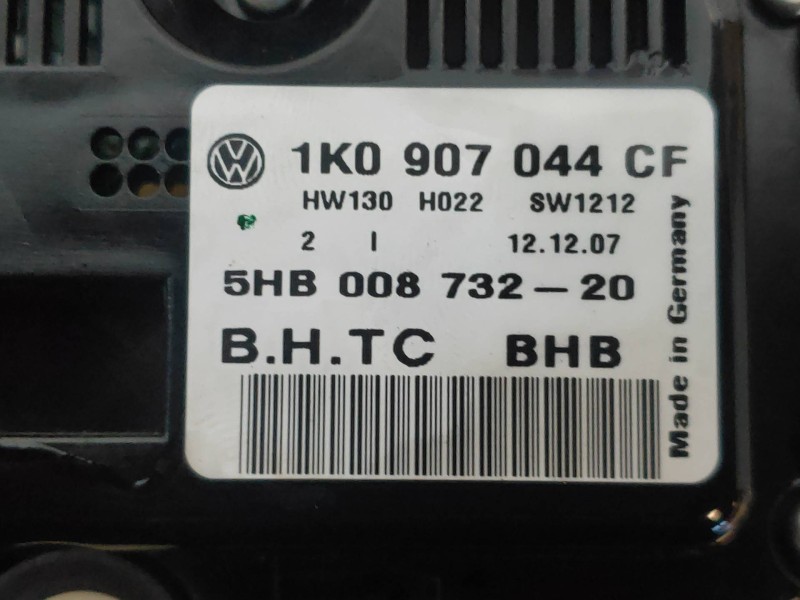 1K0 907 044 CF
HW130 H022 SW1212
2 I 12.12.07
5HB 008 732-20
B.H.TC BHB
Made in Germany